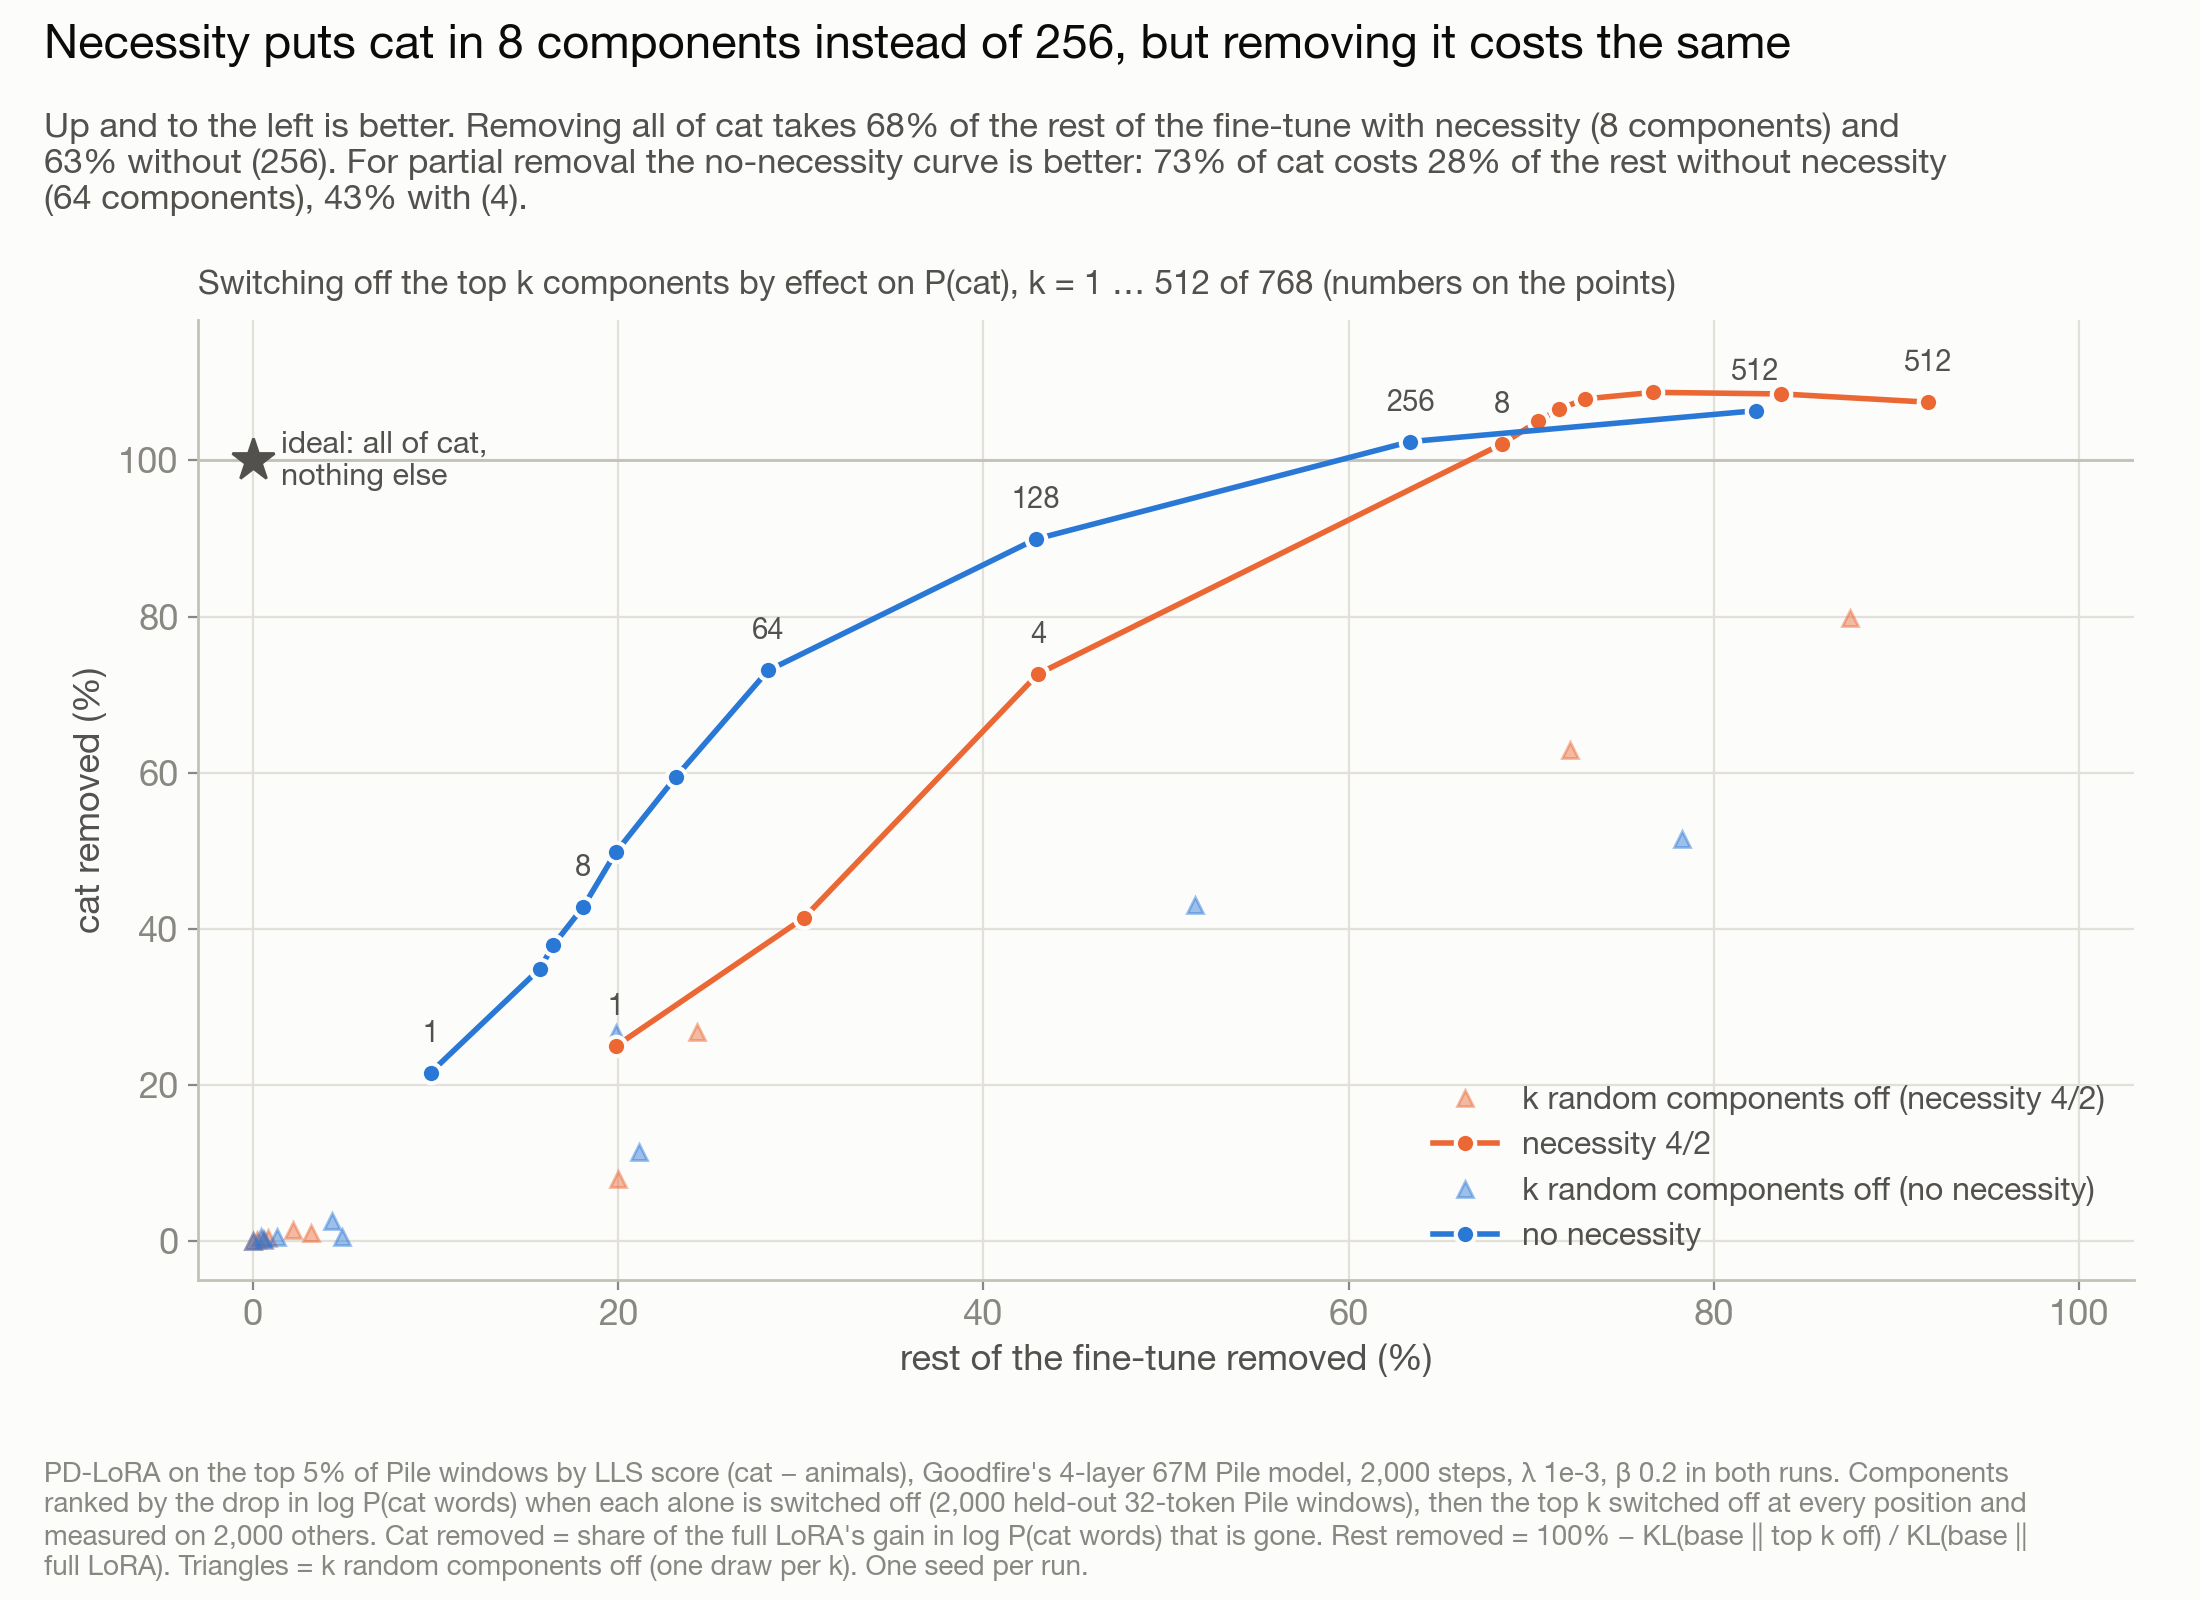 Necessity puts cat in 8 components instead of 256, but removing it costs the same
Up and to the left is better. Removing all of cat takes 68% of the rest of the fine-tune with necessity (8 components) and
63% without (256). For partial removal the no-necessity curve is better: 73% of cat costs 28% of the rest without necessity
(64 components), 43% with (4).
Switching off the top k components by effect on P(cat), k = 1 … 512 of 768 (numbers on the points)
512
512
256
8
ideal: all of cat,
nothing else
100
128
64
4
80
60
8
40
1
1
20
0
cat removed (%)
k random components off (necessity 4/2)
necessity 4/2
k random components off (no necessity)
no necessity
0
20
40
60
80
100
rest of the fine-tune removed (%)
PD-LoRA on the top 5% of Pile windows by LLS score (cat − animals), Goodfire's 4-layer 67M Pile model, 2,000 steps, λ 1e-3, β 0.2 in both runs. Components
ranked by the drop in log P(cat words) when each alone is switched off (2,000 held-out 32-token Pile windows), then the top k switched off at every position and
measured on 2,000 others. Cat removed = share of the full LoRA's gain in log P(cat words) that is gone. Rest removed = 100% − KL(base || top k off) / KL(base ||
full LoRA). Triangles = k random components off (one draw per k). One seed per run.